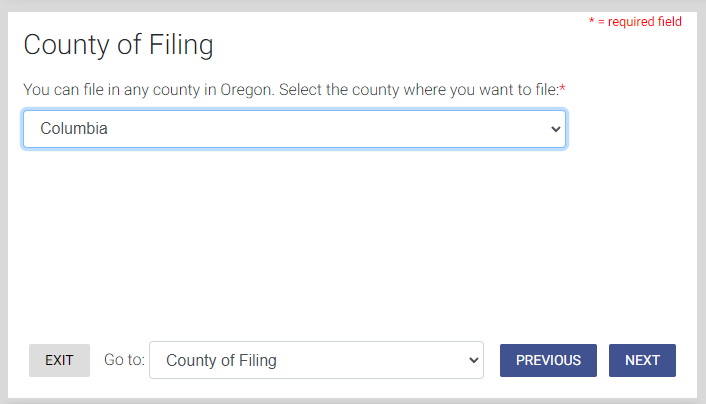 * = required field
County of Filing
You can file in any county in Oregon. Select the county where you want to file:*
Columbia
EXIT Go to: County of Filing PREVIOUS NEXT